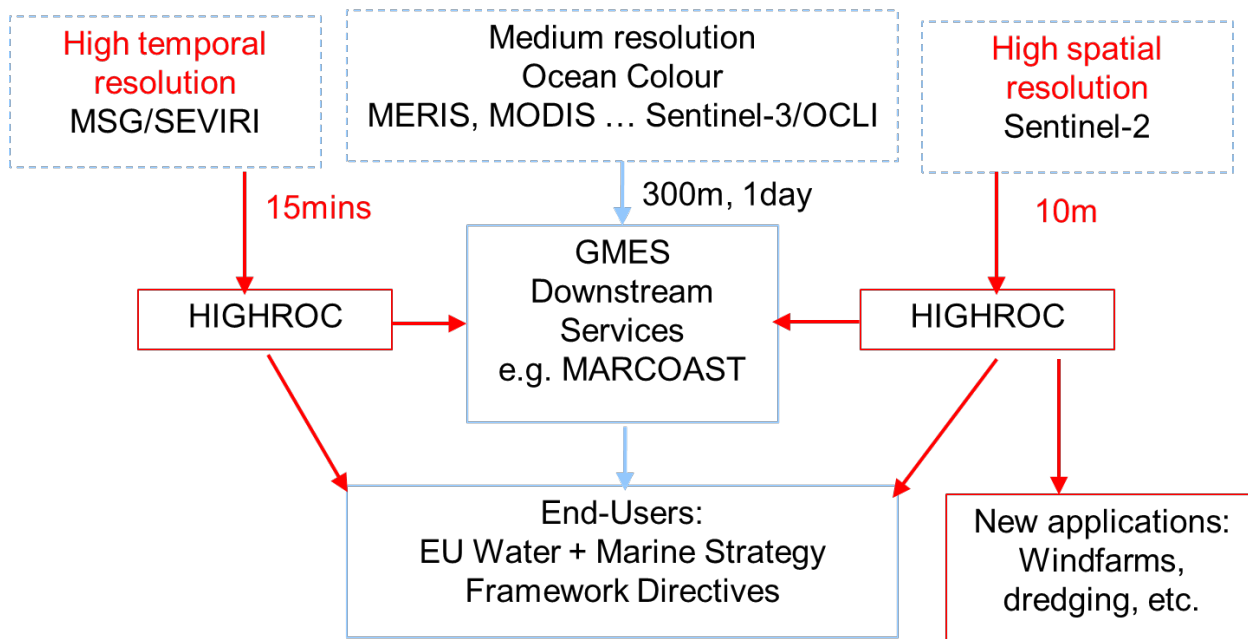 High temporal
resolution
MSG/SEVIRI
Medium resolution
Ocean Colour
MERIS, MODIS … Sentinel-3/OCLI
High spatial
resolution
Sentinel-2
15mins
300m, 1day
10m
HIGHROC
GMES
Downstream
Services
e.g. MARCOAST
HIGHROC
End-Users:
EU Water + Marine Strategy
Framework Directives
New applications:
Windfarms,
dredging, etc.